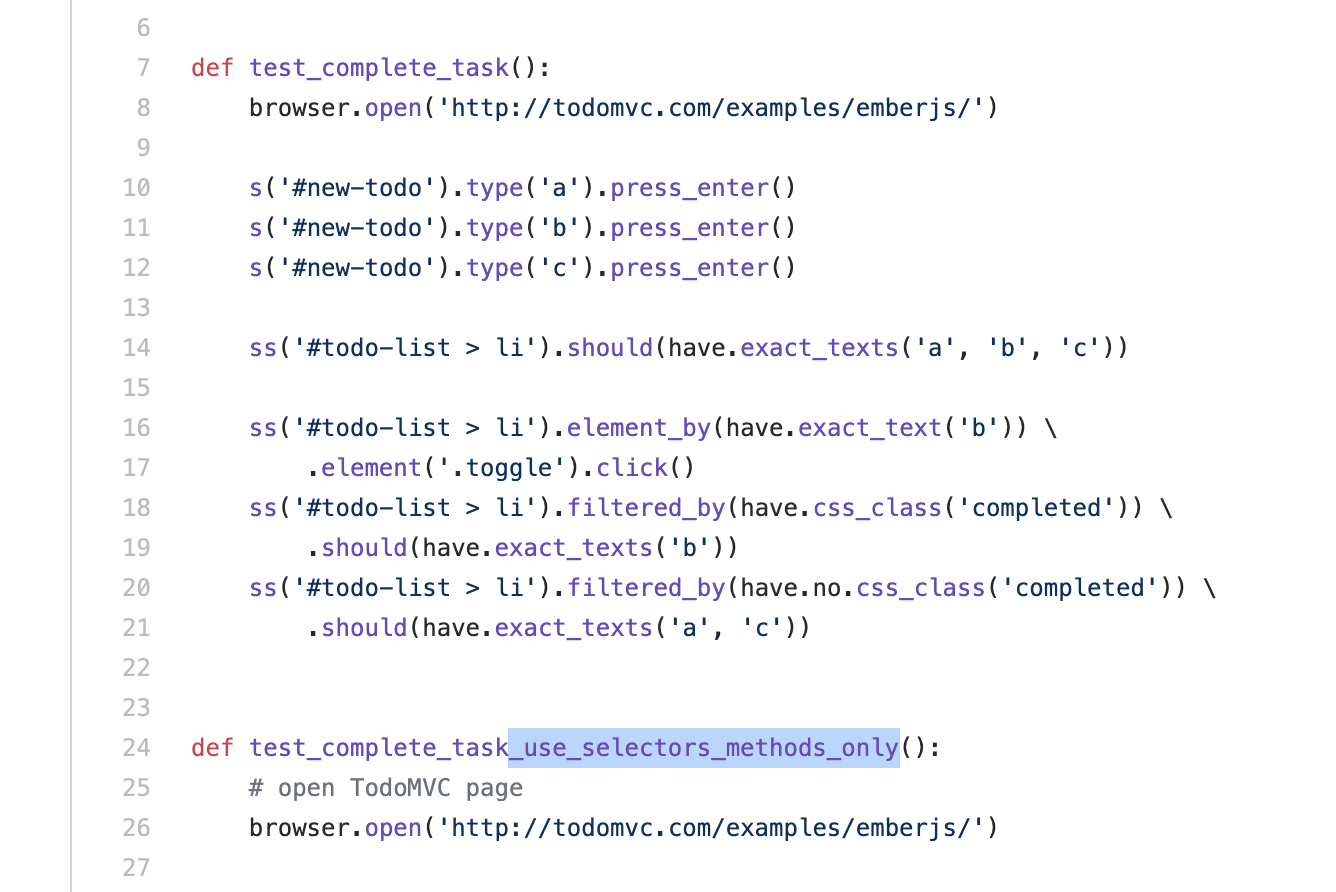 6
7 def test_complete_task():
8     browser.open('http://todomvc.com/examples/emberjs/')
9
10     s('#new-todo').type('a').press_enter()
11     s('#new-todo').type('b').press_enter()
12     s('#new-todo').type('c').press_enter()
13
14     ss('#todo-list > li').should(have.exact_texts('a', 'b', 'c'))
15
16     ss('#todo-list > li').element_by(have.exact_text('b')) \
17         .element('.toggle').click()
18     ss('#todo-list > li').filtered_by(have.css_class('completed')) \
19         .should(have.exact_texts('b'))
20     ss('#todo-list > li').filtered_by(have.no.css_class('completed')) \
21         .should(have.exact_texts('a', 'c'))
22
23
24 def test_complete_task_use_selectors_methods_only():
25     # open TodoMVC page
26     browser.open('http://todomvc.com/examples/emberjs/')
27